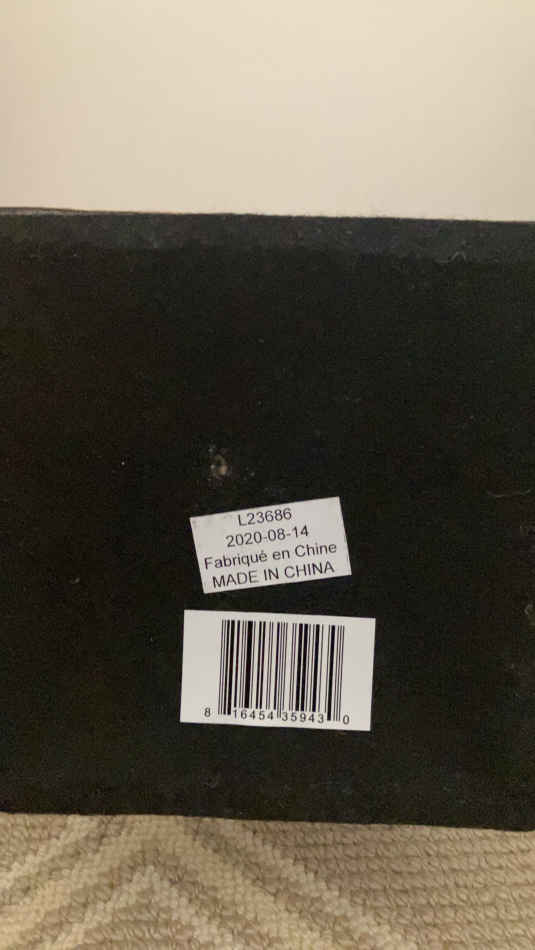 L23686
2020-08-14
Fabriqué en Chine
MADE IN CHINA
8 16454 35943 0